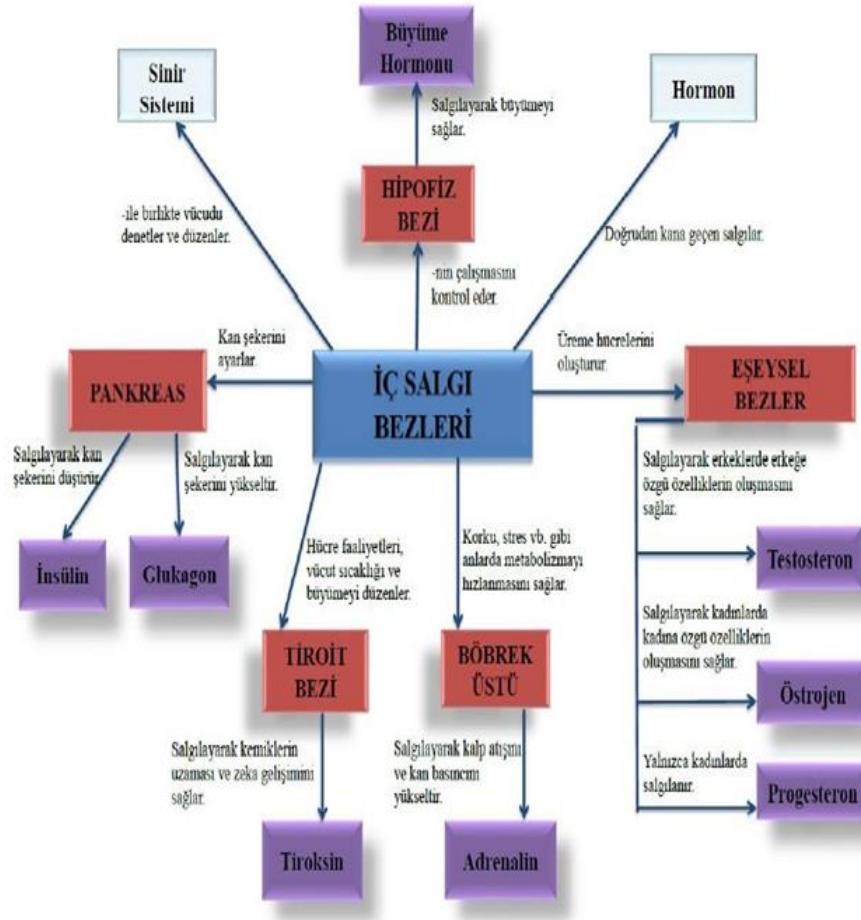 Büyüme
Hormonu
Sinir
Sistemi
Hormon
Salgılayarak büyümeyi
sağlar.
HİPOFİZ
BEZİ
-ile birlikte vücudu
denetler ve düzenler.
Doğrudan kana geçen salgılar.
-nin çalışmasını
kontrol eder.
Kan şekerini
ayarlar.
Üreme hücrelerini
oluşturur.
PANKREAS
İÇ SALGI
BEZLERİ
EŞEYSEL
BEZLER
Salgılayarak kan
şekerini düşürür.
Salgılayarak kan
şekerini yükseltir.
Salgılayarak erkeklerde erkeğe
özgü özelliklerin oluşmasını
sağlar.
İnsülin
Glukagon
Hücre faaliyetleri,
vücut sıcaklığı ve
büyümeyi düzenler.
Korku, stres vb. gibi
anlarda metabolizmayı
hızlanmasını sağlar.
Testosteron
Salgılayarak kadınlarda
kadına özgü özelliklerin
oluşmasını sağlar.
TİROİT
BEZİ
BÖBREK
ÜSTÜ
Östrojen
Salgılayarak kemiklerin
uzaması ve zeka gelişimini
sağlar.
Salgılayarak kalp atışını
ve kan basıncını
yükseltir.
Yalnızca kadınlarda
salgılanır.
Progesteron
Tiroksin
Adrenalin